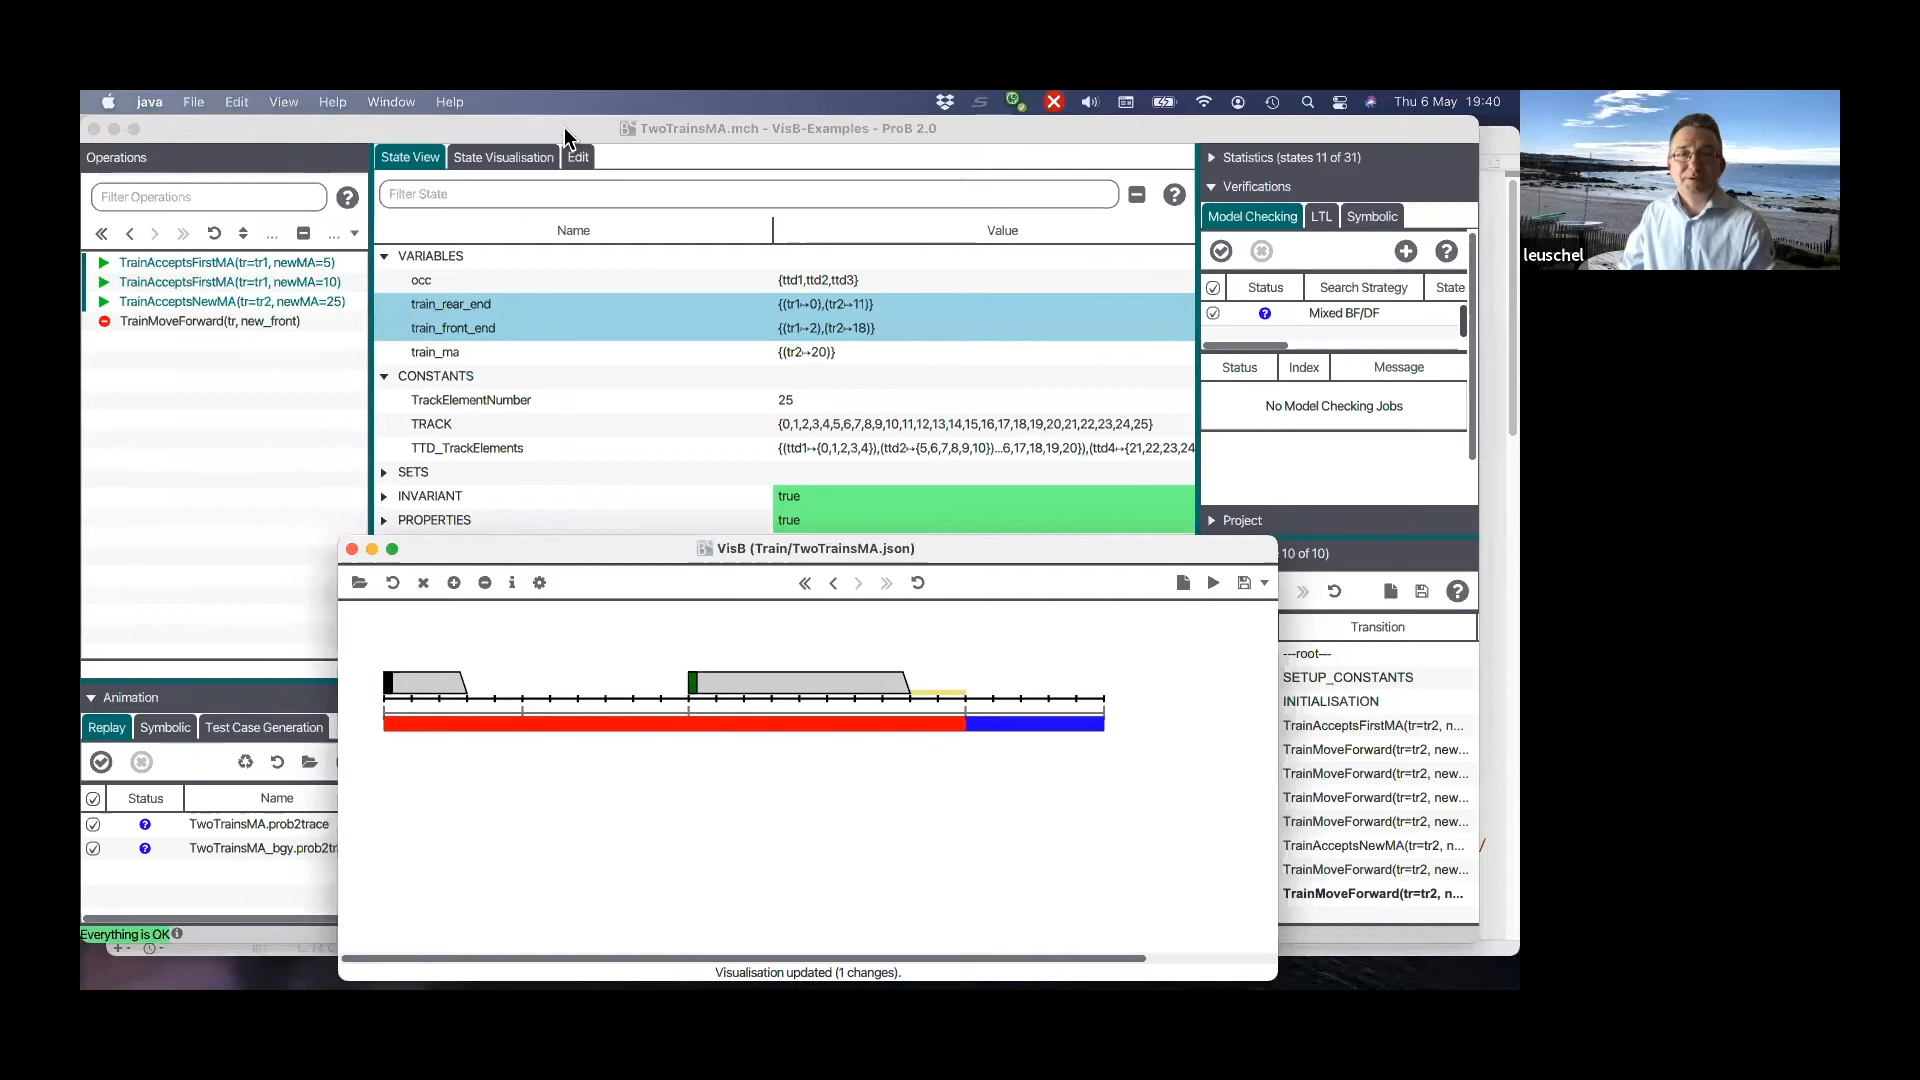 java File Edit View Help Window Help Thu 6 May 19:40
TwoTrainsMA.mch - VisB-Examples - ProB 2.0
Operations
Filter Operations
...
...
TrainAcceptsFirstMA(tr=tr1, newMA=5)
TrainAcceptsFirstMA(tr=tr1, newMA=10)
TrainAcceptsNewMA(tr=tr2, newMA=25)
TrainMoveForward(tr, new_front)
State View State Visualisation Edit
Filter State
Name Value
VARIABLES
occ {ttd1,ttd2,ttd3}
train_rear_end {(tr1↦0),(tr2↦11)}
train_front_end {(tr1↦2),(tr2↦18)}
train_ma {(tr2↦20)}
CONSTANTS
TrackElementNumber 25
TRACK {0,1,2,3,4,5,6,7,8,9,10,11,12,13,14,15,16,17,18,19,20,21,22,23,24,25}
TTD_TrackElements {(ttd1↦{0,1,2,3,4}),(ttd2↦{5,6,7,8,9,10})...6,17,18,19,20}),(ttd4↦{21,22,23,24
SETS
INVARIANT true
PROPERTIES true
Statistics (states 11 of 31)
Verifications
Model Checking LTL Symbolic
Status Search Strategy State
Mixed BF/DF
Status Index Message
No Model Checking Jobs
Project
10 of 10)
Transition
---root---
SETUP_CONSTANTS
INITIALISATION
TrainAcceptsFirstMA(tr=tr2, n...
TrainMoveForward(tr=tr2, new...
TrainMoveForward(tr=tr2, new...
TrainMoveForward(tr=tr2, new...
TrainMoveForward(tr=tr2, new...
TrainAcceptsNewMA(tr=tr2, n...
TrainMoveForward(tr=tr2, new...
TrainMoveForward(tr=tr2, n...
VisB (Train/TwoTrainsMA.json)
Visualisation updated (1 changes).
Animation
Replay Symbolic Test Case Generation
Status Name
TwoTrainsMA.prob2trace
TwoTrainsMA_bgy.prob2tr
Everything is OK
leuschel